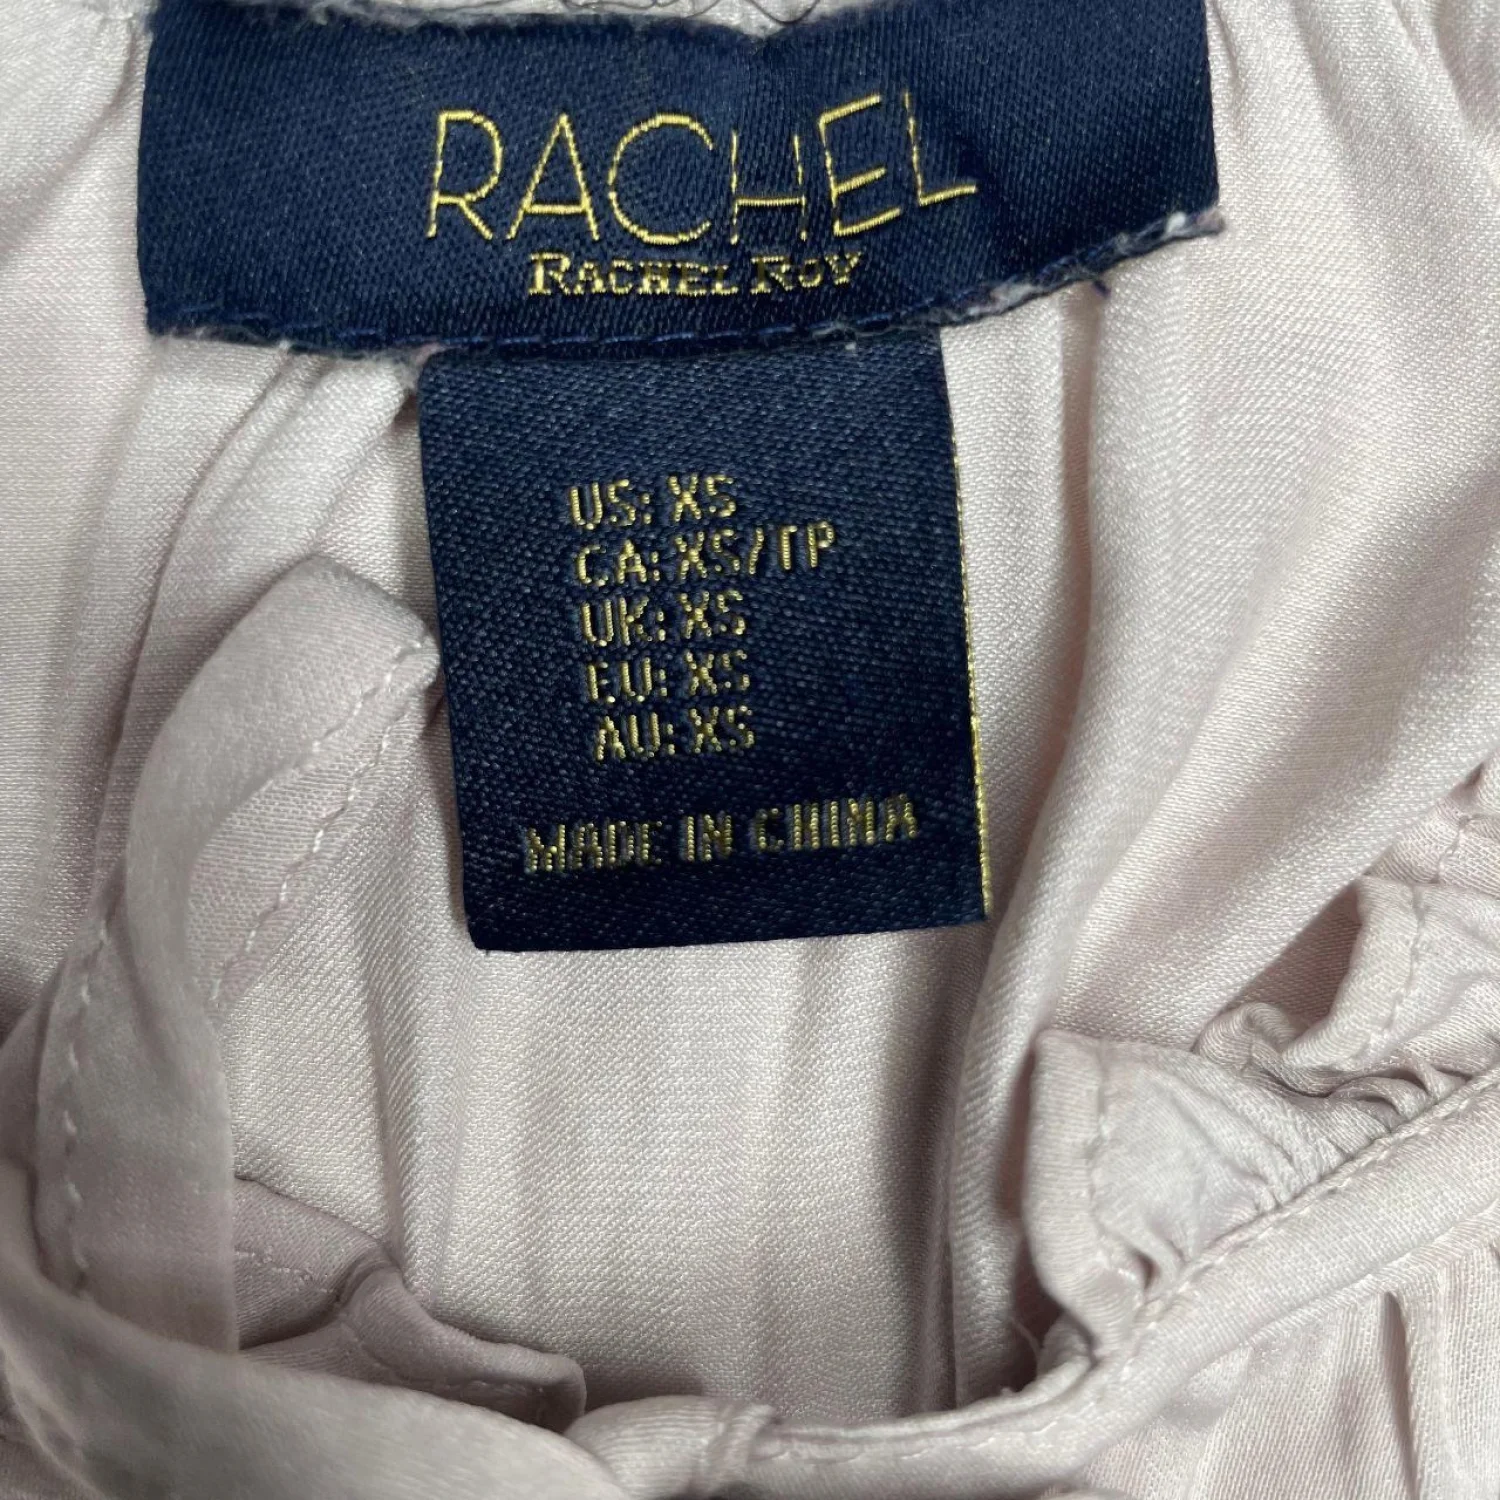 RACHEL
RACHEL ROY
US: XS
CA: XS/TP
UK: XS
EU: XS
AU: XS
MADE IN CHINA